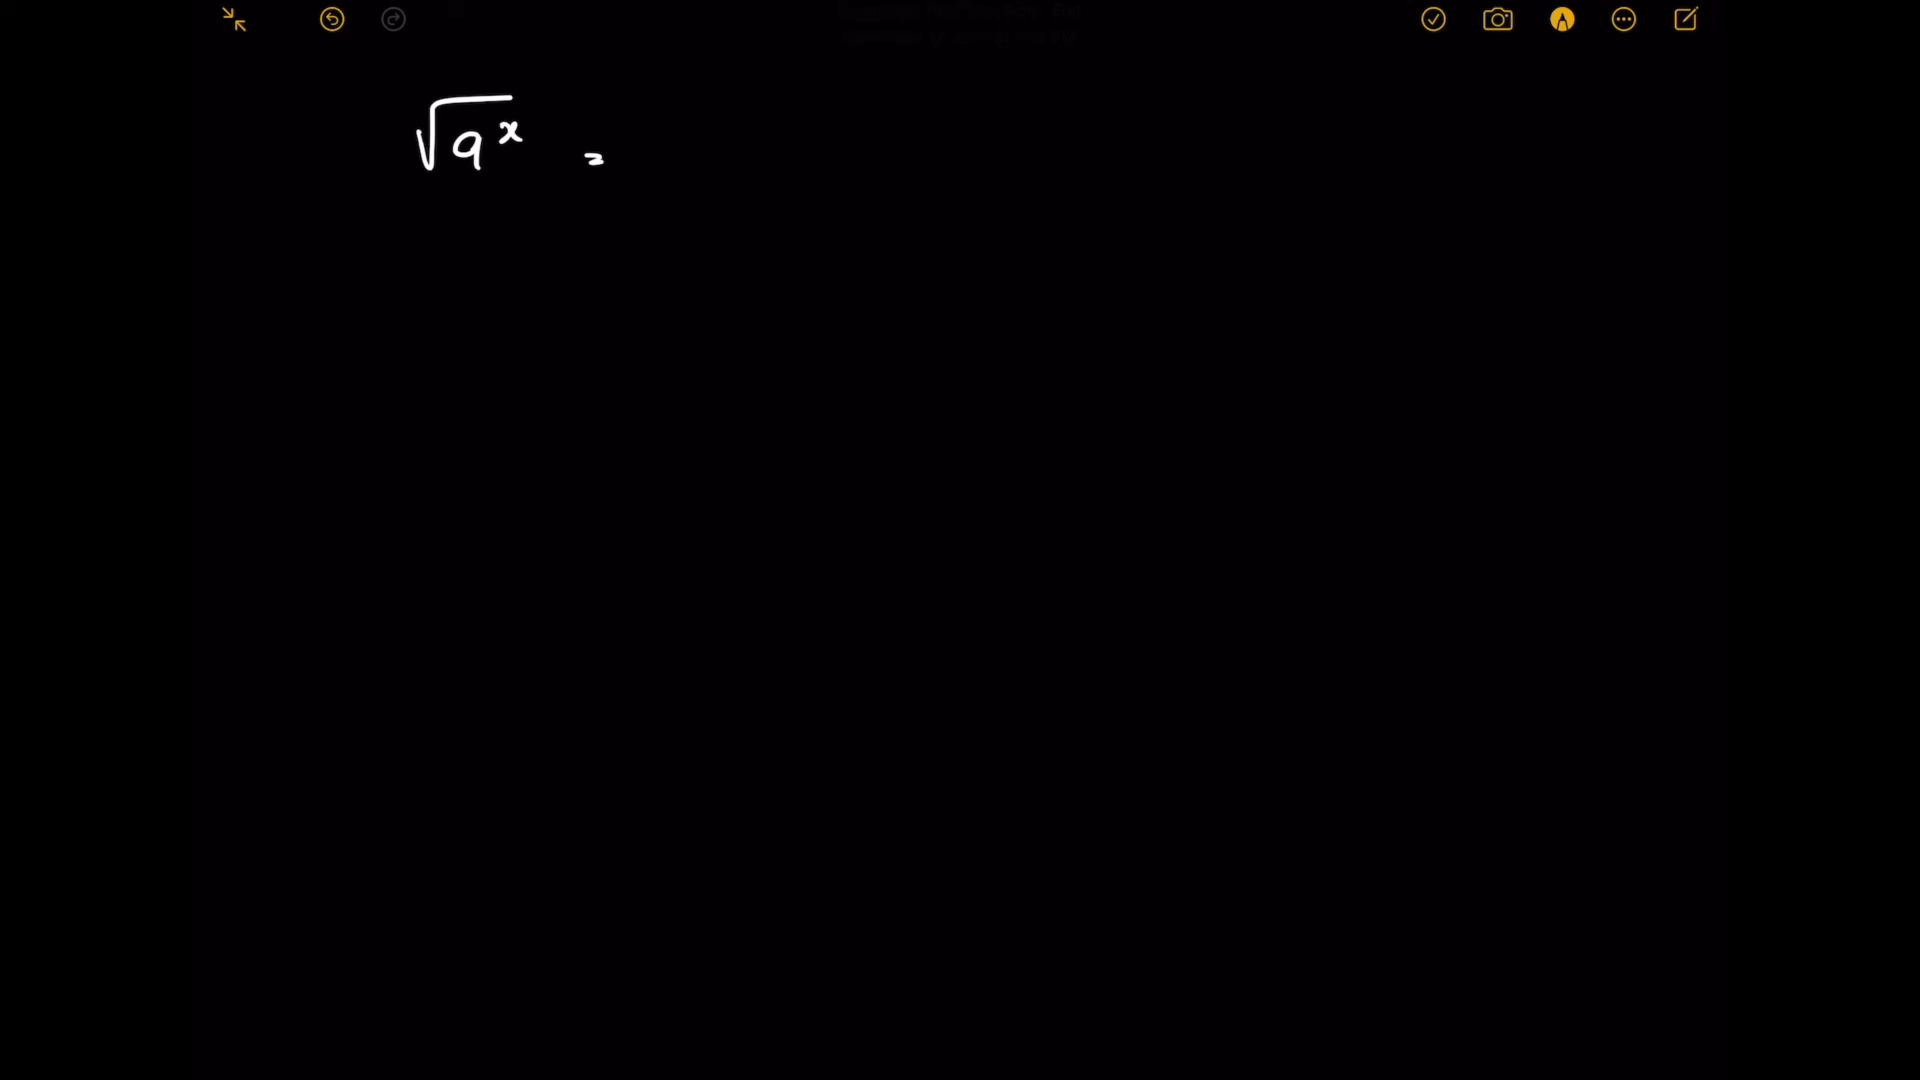 √9ˣ =